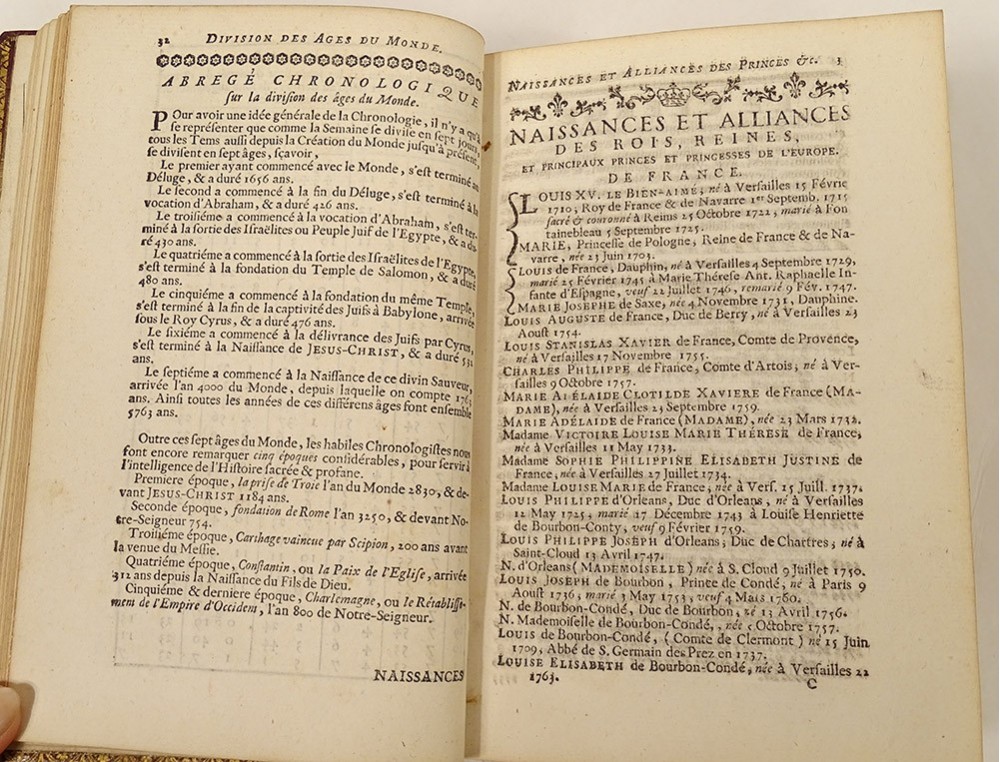 32 DIVISION DES AGES DU MONDE.
ABREGÉ CHRONOLOGIQUE
sur la division des âges du Monde.
POur avoir une idée générale de la Chronologie, il n'y a qu'à
se représenter que comme la Semaine se divise en sept jours,
tous les Tems aussi depuis la Création du Monde jusqu'à présent,
se divisent en sept âges, sçavoir,
Le premier ayant commencé avec le Monde, s'est terminé au
Déluge, & a duré 1656 ans.
Le second a commencé à la fin du Déluge, s'est terminé à la
vocation d'Abraham, & a duré 426 ans.
Le troisiéme a commencé à la vocation d'Abraham, s'est ter-
miné à la sortie des Israëlites ou Peuple Juif de l'Egypte, & a du-
ré 430 ans.
Le quatriéme a commencé à la sortie des Israëlites de l'Egypte,
s'est terminé à la fondation du Temple de Salomon, & a duré
480 ans.
Le cinquiéme a commencé à la fondation du même Temple,
s'est terminé à la fin de la captivité des Juifs à Babylone, arrivée
sous le Roy Cyrus, & a duré 476 ans.
Le sixiéme a commencé à la délivrance des Juifs par Cyrus,
s'est terminé à la Naissance de JESUS-CHRIST, & a duré 532
ans.
Le septiéme a commencé à la Naissance de ce divin Sauveur,
arrivée l'an 4000 du Monde, depuis laquelle on compte 1763
ans. Ainsi toutes les années de ces différens âges font ensemble
5763 ans.
Outre ces sept âges du Monde, les habiles Chronologistes nous
font encore remarquer cinq époques considérables, pour servir à
l'intelligence de l'Histoire sacrée & profane.
Premiere époque, la prise de Troie l'an du Monde 2830, & de-
vant JESUS-CHRIST 1184 ans.
Seconde époque, fondation de Rome l'an 3250, & devant No-
tre-Seigneur 754.
Troisiéme époque, Carthage vaincue par Scipion, 200 ans avant
la venue du Messie.
Quatriéme époque, Constantin, ou la Paix de l'Eglise, arrivée
312 ans depuis la Naissance du Fils de Dieu.
Cinquiéme & derniere époque, Charlemagne, ou le Rétablisse-
ment de l'Empire d'Occident, l'an 800 de Notre-Seigneur.
NAISSANCES
NAISSANCES ET ALLIANCES DES PRINCES &c. 3
NAISSANCES ET ALLIANCES
DES ROIS, REINES,
ET PRINCIPAUX PRINCES ET PRINCESSES DE L'EUROPE.
DE FRANCE.
LOUIS XV. LE BIEN-AIMÉ; né à Versailles 15 Févrie
1710, Roy de France & de Navarre 1er Septemb. 1715
sacré & couronné à Reins 25 Octobre 1722, marié à Fon
tainebleau 5 Septembre 1725.
MARIE, Princesse de Pologne, Reine de France & de Na-
varre, née 23 Juin 1703.
LOUIS de France, Dauphin, né à Versailles 4 Septembre 1729,
marié 25 Février 1745 à Marie Thérese Ant. Raphaelle In-
fante d'Espagne, veuf 22 Juillet 1746, remarié 9 Fév. 1747.
MARIE JOSEPHE de Saxe, née 4 Novembre 1731, Dauphine.
LOUIS AUGUSTE de France, Duc de Berry, né à Versailles 23
Aoust 1754.
LOUIS STANISLAS XAVIER de France, Comte de Provence,
né à Versailles 17 Novembre 1755.
CHARLES PHILIPPE de France, Comte d'Artois, né à Ver-
sailles 9 Octobre 1757.
MARIE ADELAIDE CLOTILDE XAVIERE de France (MA-
DAME), née à Versailles 23 Septembre 1759.
MARIE ADELAIDE de France (MADAME), née 23 Mars 1732.
Madame VICTOIRE LOUISE MARIE THERESE de France,
née à Versailles 11 May 1733.
Madame SOPHIE PHILIPPINE ELISABETH JUSTINE de
France, née à Versailles 27 Juillet 1734.
Madame LOUISE MARIE de France, née à Vers. 15 Juill. 1737.
LOUIS PHILIPPE d'Orleans, Duc d'Orleans, né à Versailles
12 May 1725, marié 17 Décembre 1743 à Louise Henriette
de Bourbon-Conty, veuf 9 Février 1759.
LOUIS PHILIPPE JOSEPH d'Orleans, Duc de Chartres, né à
Saint-Cloud 13 Avril 1747.
N. d'Orleans (MADEMOISELLE) née à S. Cloud 9 Juillet 1750.
LOUIS JOSEPH de Bourbon, Prince de Condé, né à Paris 9
Aoust 1736, marié 3 May 1753, veuf 4 Mars 1760.
N. de Bourbon-Condé, Duc de Bourbon, né 13 Avril 1756.
N. Mademoiselle de Bourbon-Condé, née 5 Octobre 1757.
LOUIS de Bourbon-Condé, (Comte de Clermont) né 15 Juin
1709, Abbé de S. Germain des Prez en 1737.
LOUISE ELISABETH de Bourbon-Condé, née à Versailles 22
1763.
C